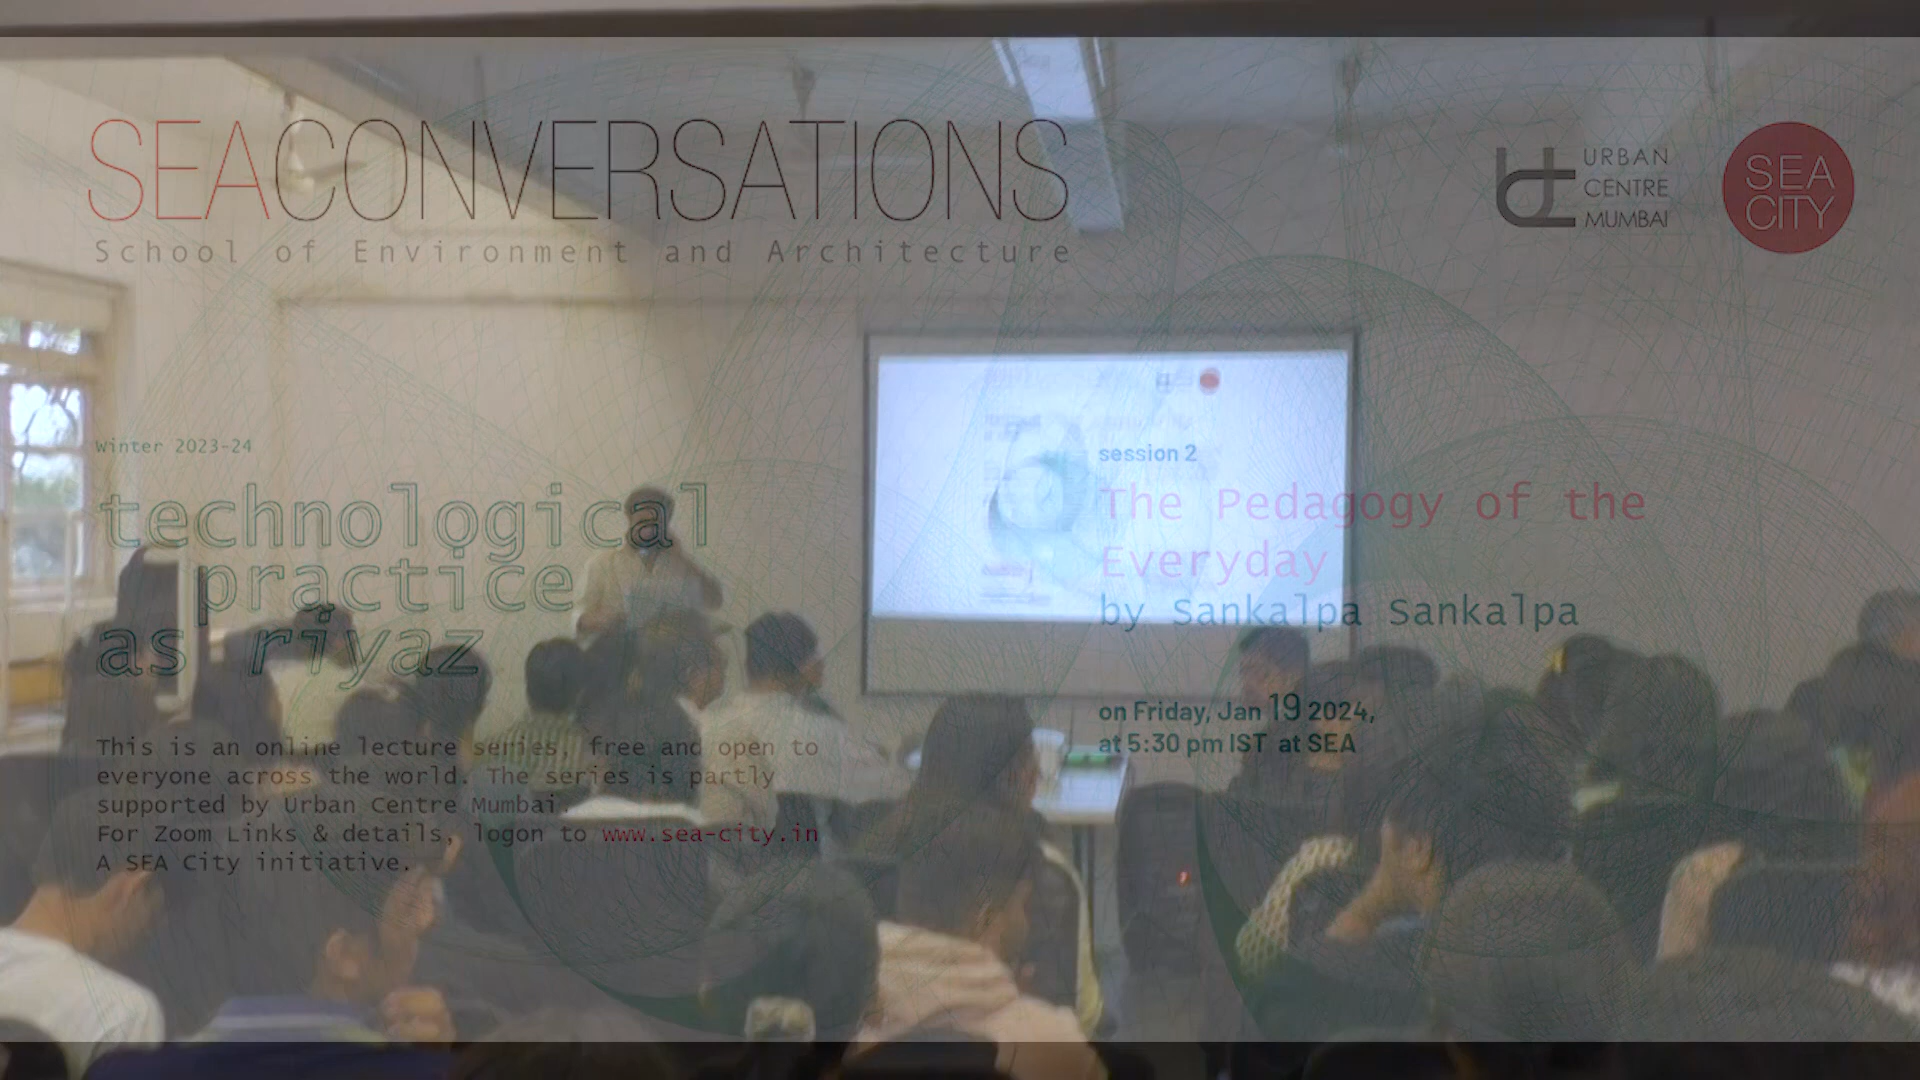 SEACONVERSATIONS
School of Environment and Architecture
URBAN
CENTRE
MUMBAI
SEA
CITY
Winter 2023-24
technological
practice
as riyaz
This is an online lecture series, free and open to
everyone across the world. The series is partly
supported by Urban Centre Mumbai.
For Zoom Links & details, logon to www.sea-city.in
A SEA City initiative.
session 2
The Pedagogy of the
Everyday
by Sankalpa Sankalpa
on Friday, Jan 19 2024,
at 5:30 pm IST at SEA